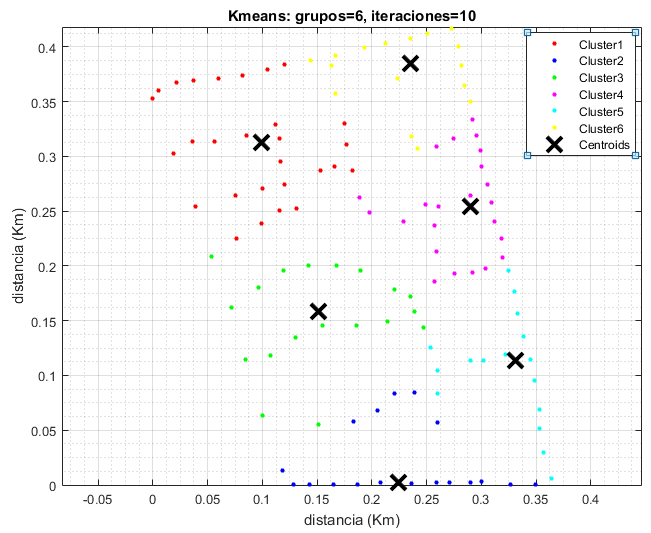 Kmeans: grupos=6, iteraciones=10
Cluster1
Cluster2
Cluster3
Cluster4
Cluster5
Cluster6
Centroids
distancia (Km)
0.4
0.35
0.3
0.25
0.2
0.15
0.1
0.05
0
-0.05
0
0.05
0.1
0.15
0.2
0.25
0.3
0.35
0.4
distancia (Km)